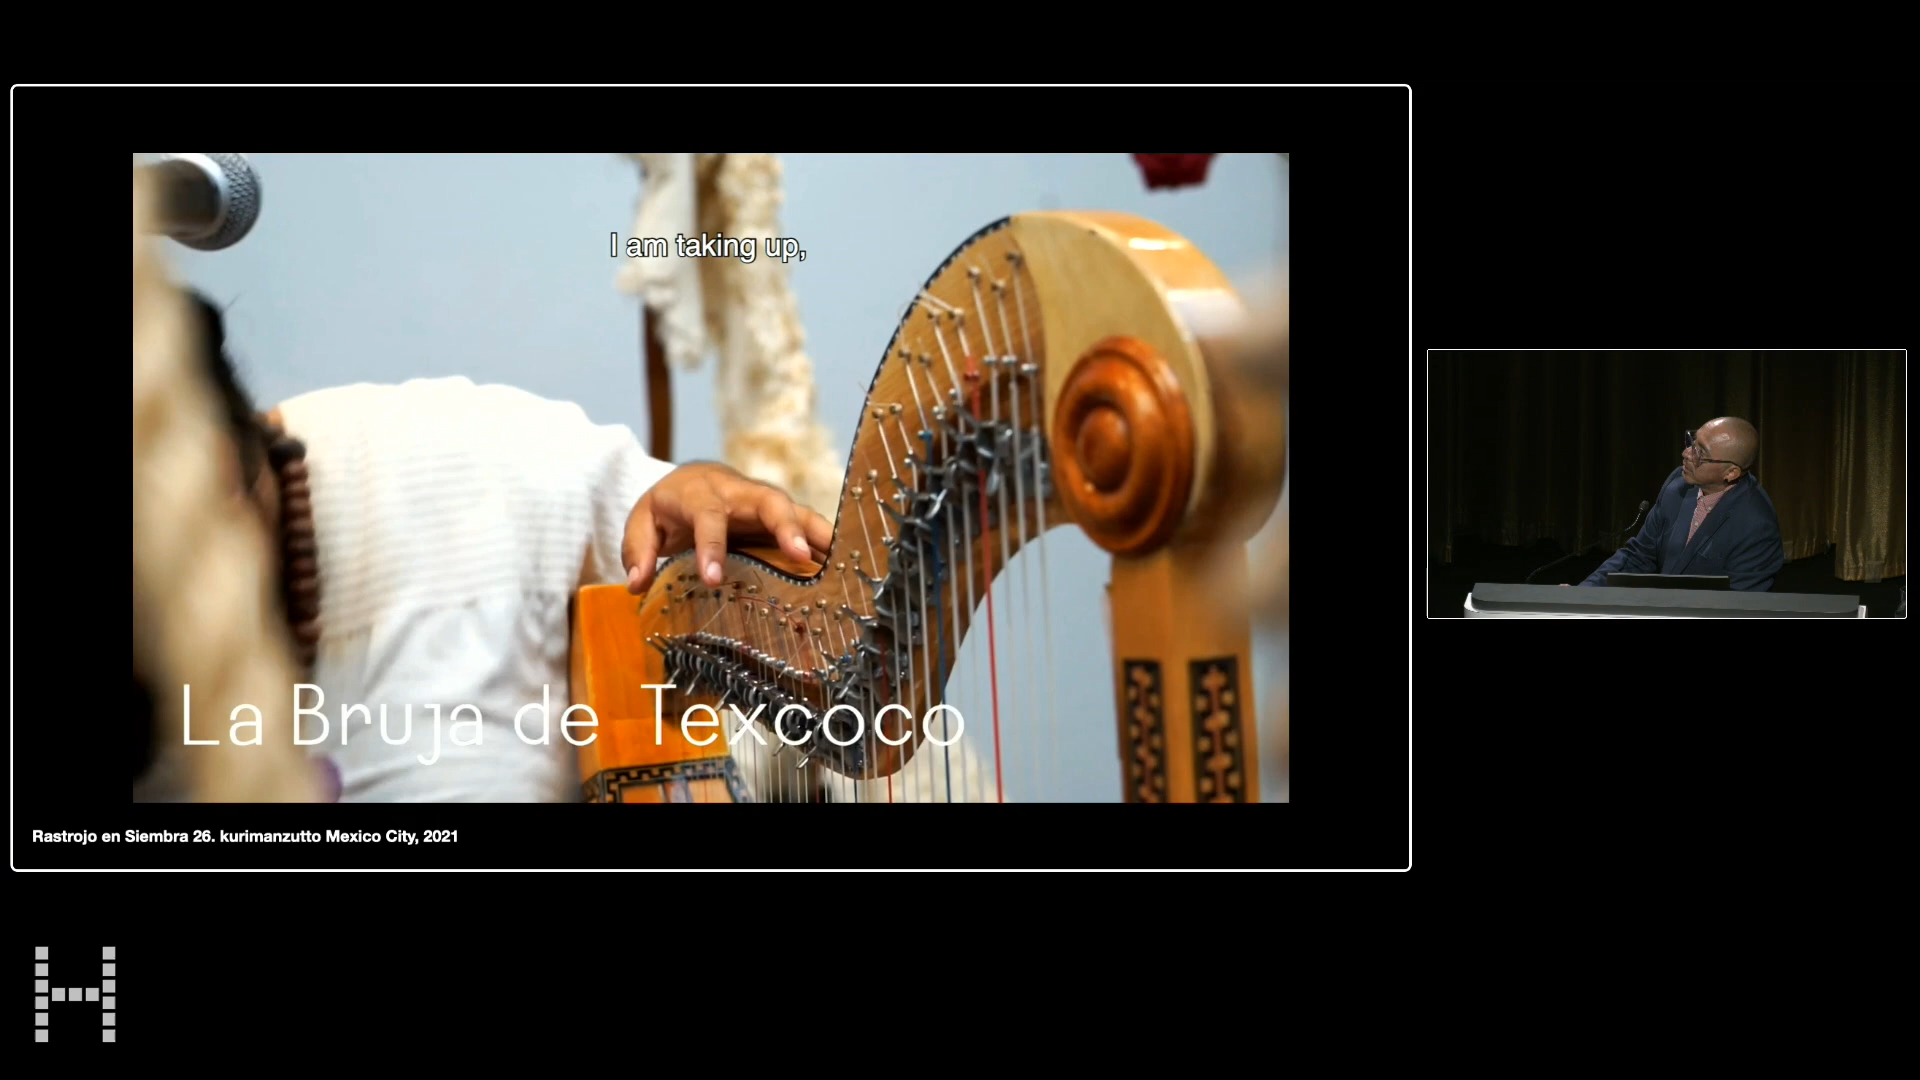 I am taking up,
La Bruja de Texcoco
Rastrojo en Siembra 26. kurimanzutto Mexico City, 2021
H